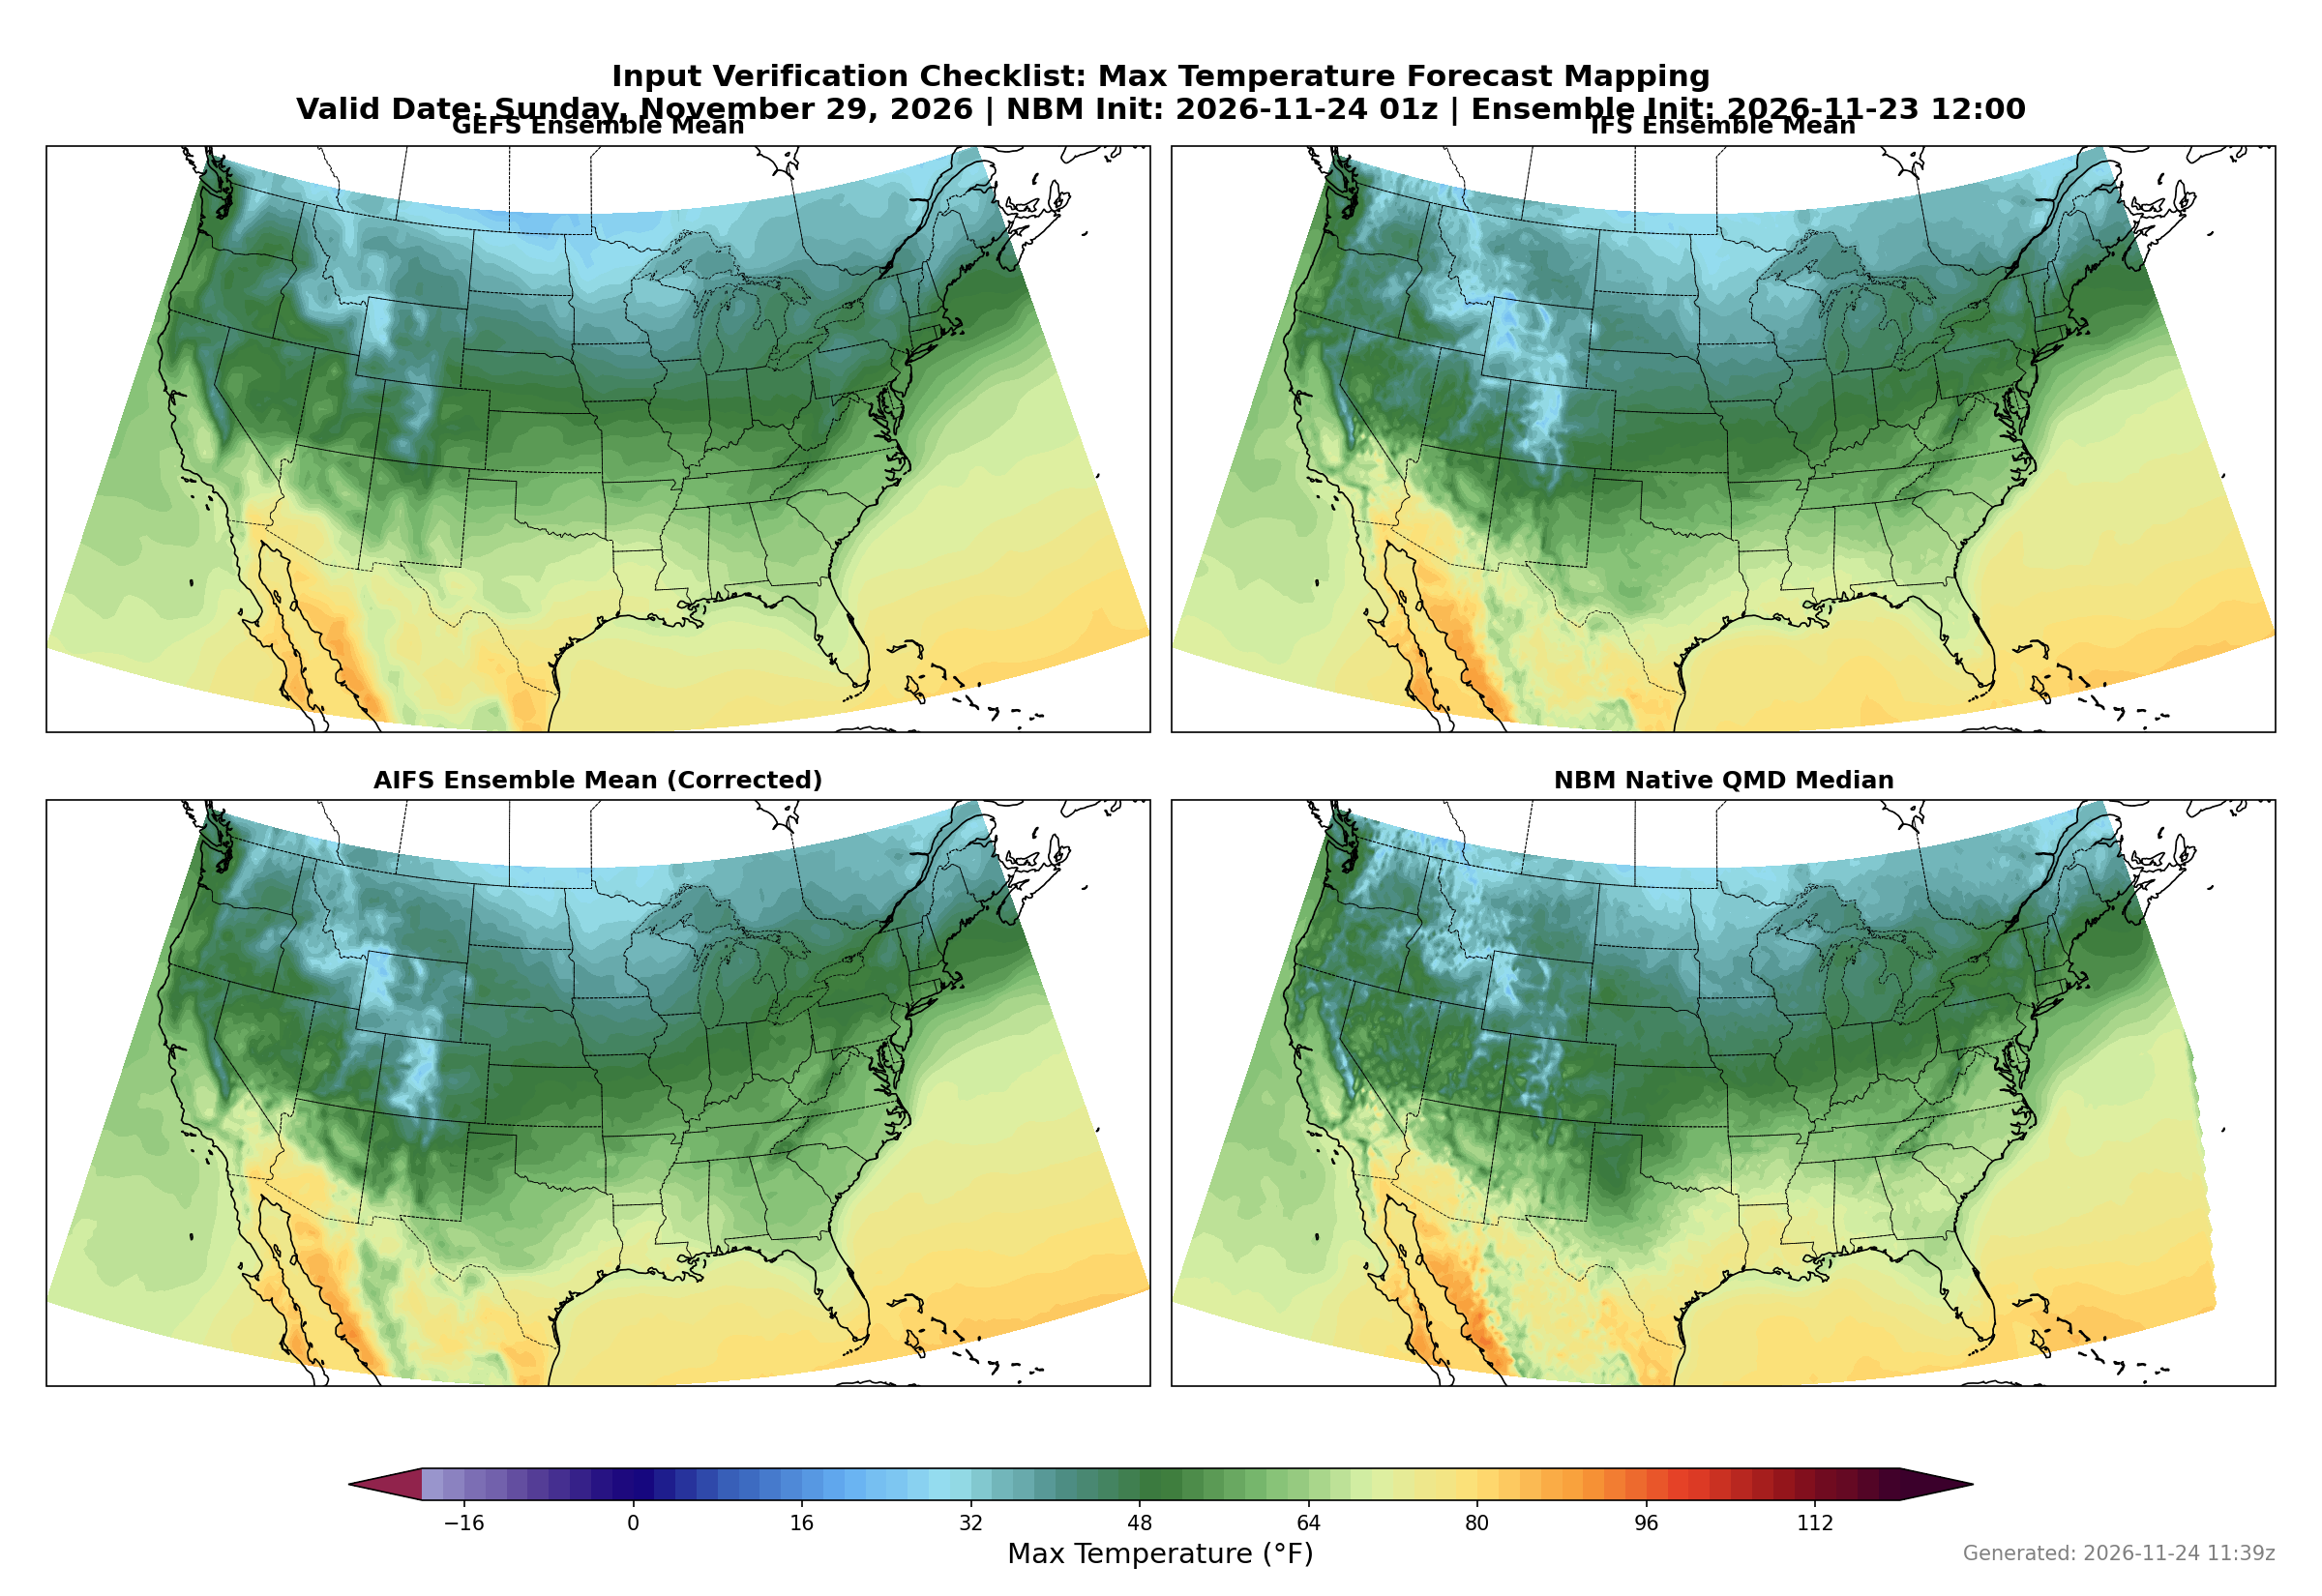 Input Verification Checklist: Max Temperature Forecast Mapping
Valid Date: Sunday, November 29, 2026 | NBM Init: 2026-11-24 01z | Ensemble Init: 2026-11-23 12:00
GEFS Ensemble Mean
IFS Ensemble Mean
AIFS Ensemble Mean (Corrected)
NBM Native QMD Median
−16 0 16 32 48 64 80 96 112
Max Temperature (°F)
Generated: 2026-11-24 11:39z